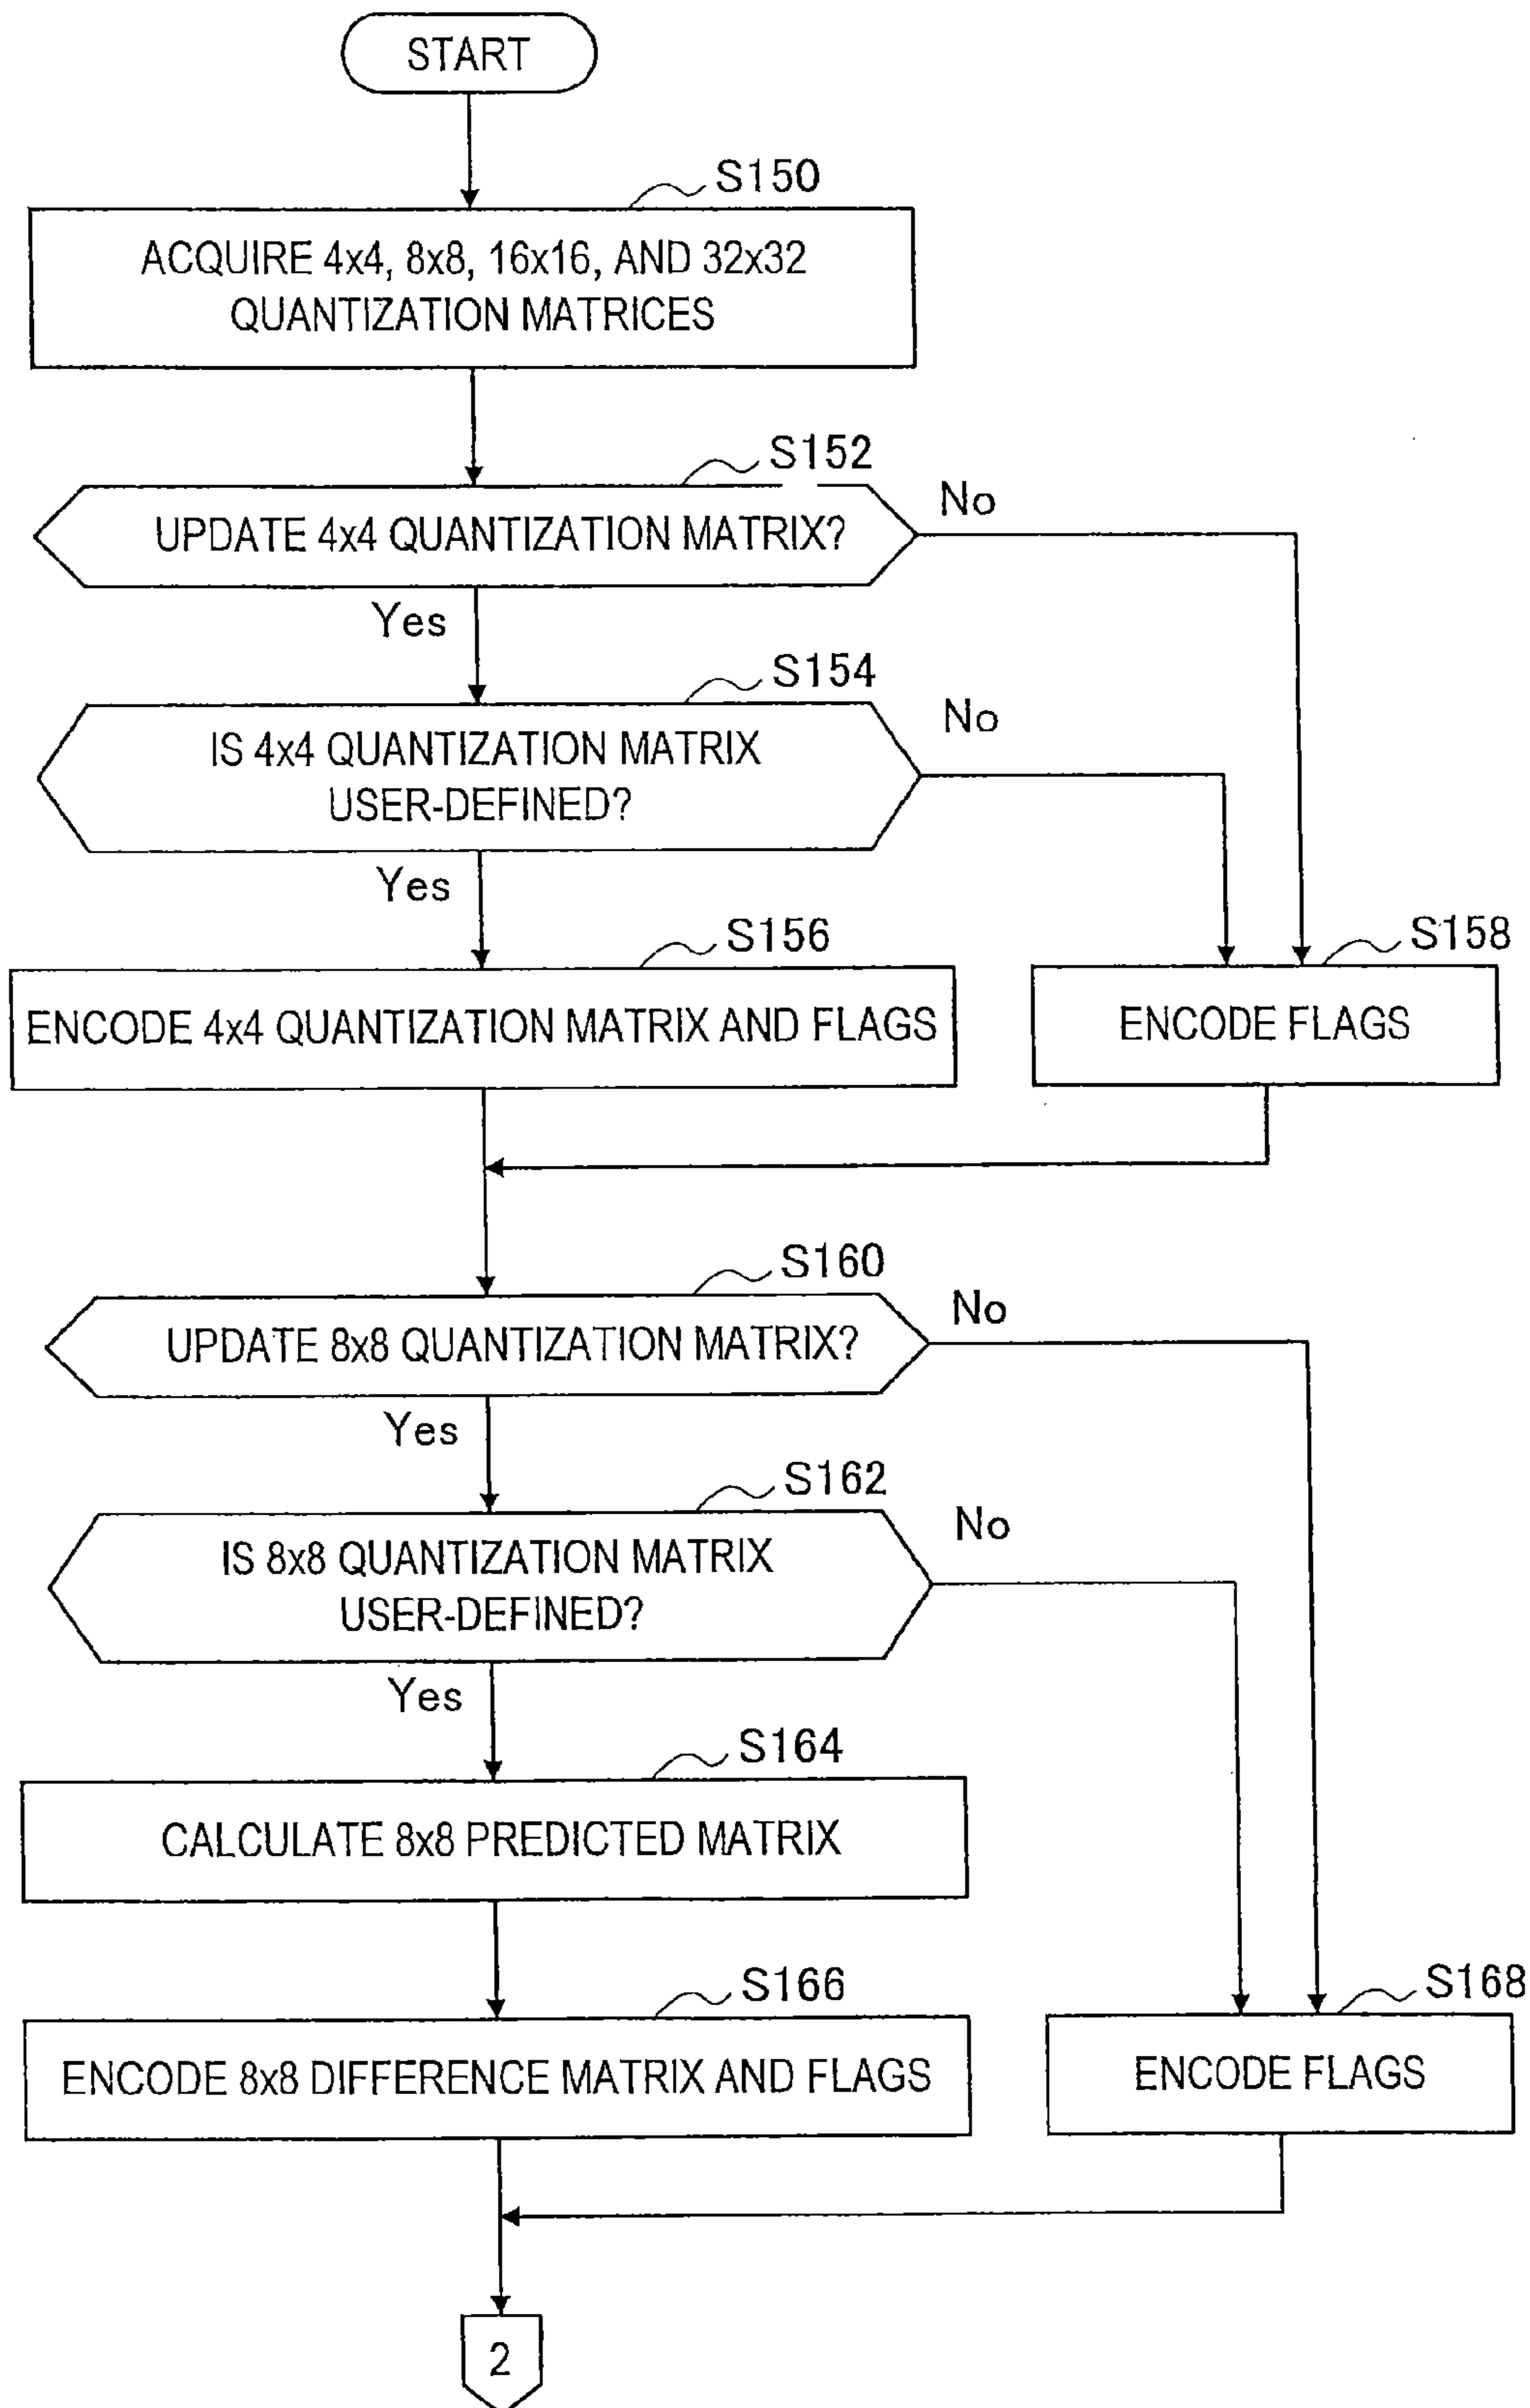 START
S150
ACQUIRE 4x4, 8x8, 16x16, AND 32x32
QUANTIZATION MATRICES
S152
UPDATE 4x4 QUANTIZATION MATRIX?
No
Yes
S154
IS 4x4 QUANTIZATION MATRIX
USER-DEFINED?
No
Yes
S156
ENCODE 4x4 QUANTIZATION MATRIX AND FLAGS
S158
ENCODE FLAGS
S160
UPDATE 8x8 QUANTIZATION MATRIX?
No
Yes
S162
IS 8x8 QUANTIZATION MATRIX
USER-DEFINED?
No
Yes
S164
CALCULATE 8x8 PREDICTED MATRIX
S166
ENCODE 8x8 DIFFERENCE MATRIX AND FLAGS
S168
ENCODE FLAGS
2